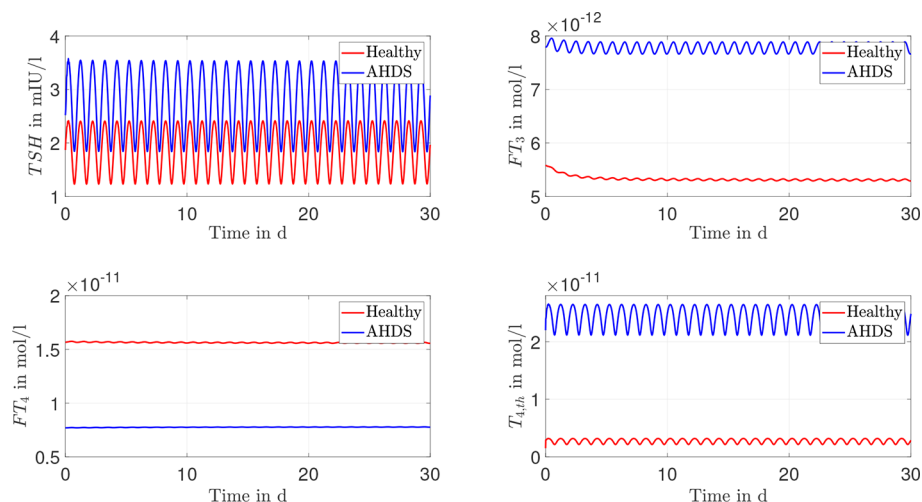 4
3
2
1
TSH in mIU/l
0
10
20
30
Time in d
Healthy
AHDS
×10⁻¹²
8
7
6
5
FT₃ in mol/l
0
10
20
30
Time in d
Healthy
AHDS
×10⁻¹¹
2
1.5
1
0.5
FT₄ in mol/l
0
10
20
30
Time in d
Healthy
AHDS
×10⁻¹¹
2
1
0
T₄,ₜₕ in mol/l
0
10
20
30
Time in d
Healthy
AHDS